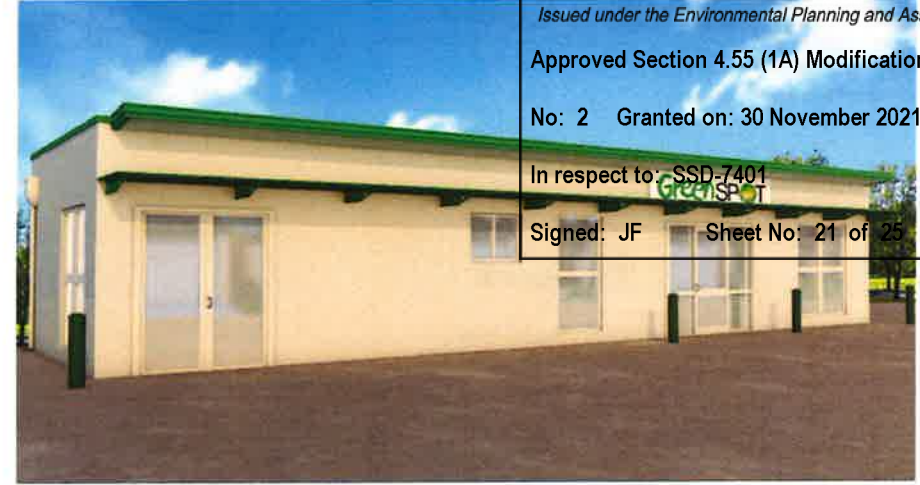 Issued under the Environmental Planning and As
Approved Section 4.55 (1A) Modification
No: 2 Granted on: 30 November 2021
In respect to: SSD-7401
GreenSPOT
Signed: JF Sheet No: 21 of 25